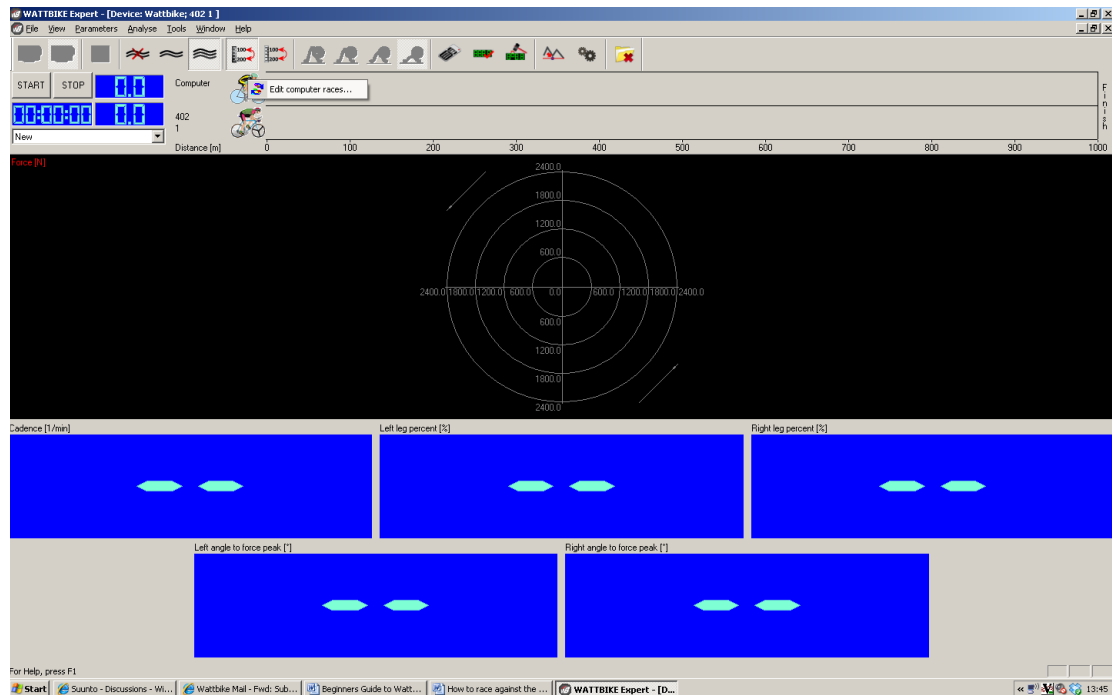 WATTBIKE Expert - [Device: Wattbike; 402 1 ]
File View Parameters Analyse Tools Window Help
100
200
100
200
START STOP 0.0 Computer
Edit computer races...
00:00:00 0.0 402
1
New
Distance [m] 0 100 200 300 400 500 600 700 800 900 1000
Finish
Force [N]
2400.0
1800.0
1200.0
600.0
2400.0 1800.0 1200.0 600.0 0.0 600.0 1200.0 1800.0 2400.0
600.0
1200.0
1800.0
2400.0
Cadence [1/min] Left leg percent [%] Right leg percent [%]
-- -- --
Left angle to force peak [°] Right angle to force peak [°]
-- --
For Help, press F1
Start Suunto - Discussions - Wi... Wattbike Mail - Fwd: Sub... Beginners Guide to Watt... How to race against the ... WATTBIKE Expert - [D... 13:45